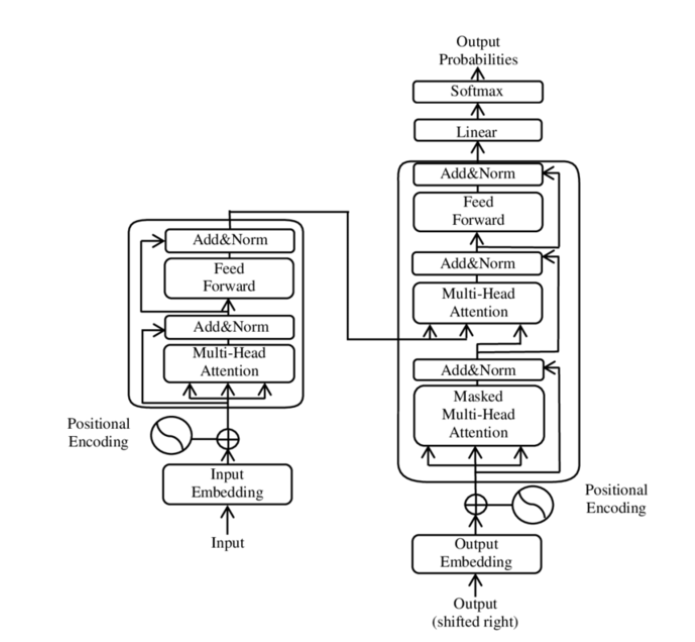 Output
Probabilities
Softmax
Linear
Add&Norm
Feed
Forward
Add&Norm
Multi-Head
Attention
Add&Norm
Masked
Multi-Head
Attention
Positional
Encoding
Output
Embedding
Output
(shifted right)
Add&Norm
Feed
Forward
Add&Norm
Multi-Head
Attention
Positional
Encoding
Input
Embedding
Input